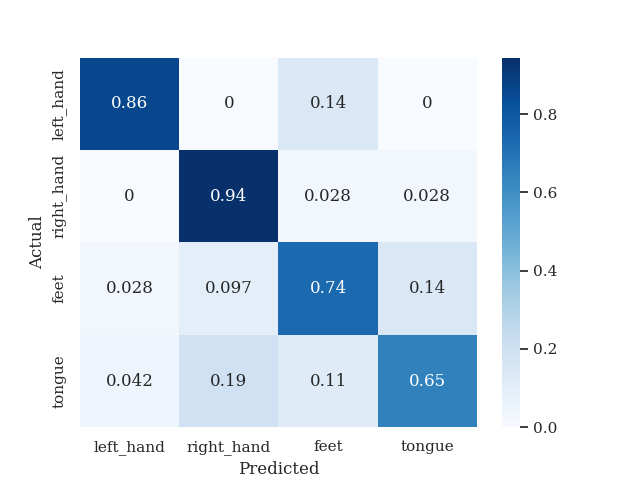 left_hand 0.86 0 0.14 0
right_hand 0 0.94 0.028 0.028
feet 0.028 0.097 0.74 0.14
tongue 0.042 0.19 0.11 0.65
Actual
left_hand right_hand feet tongue
Predicted
0.8
0.6
0.4
0.2
0.0